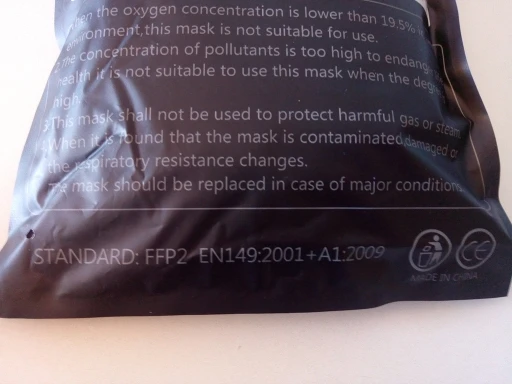 When the oxygen concentration is lower than 19.5% in
environment,this mask is not suitable for use.
the concentration of pollutants is too high to endanger
health it is not suitable to use this mask when the degree
high.
This mask shall not be used to protect harmful gas or steam
When it is found that the mask is contaminated,damaged or
the respiratory resistance changes.
The mask should be replaced in case of major condition
STANDARD: FFP2 EN149:2001+A1:2009
CE
MADE IN CHINA